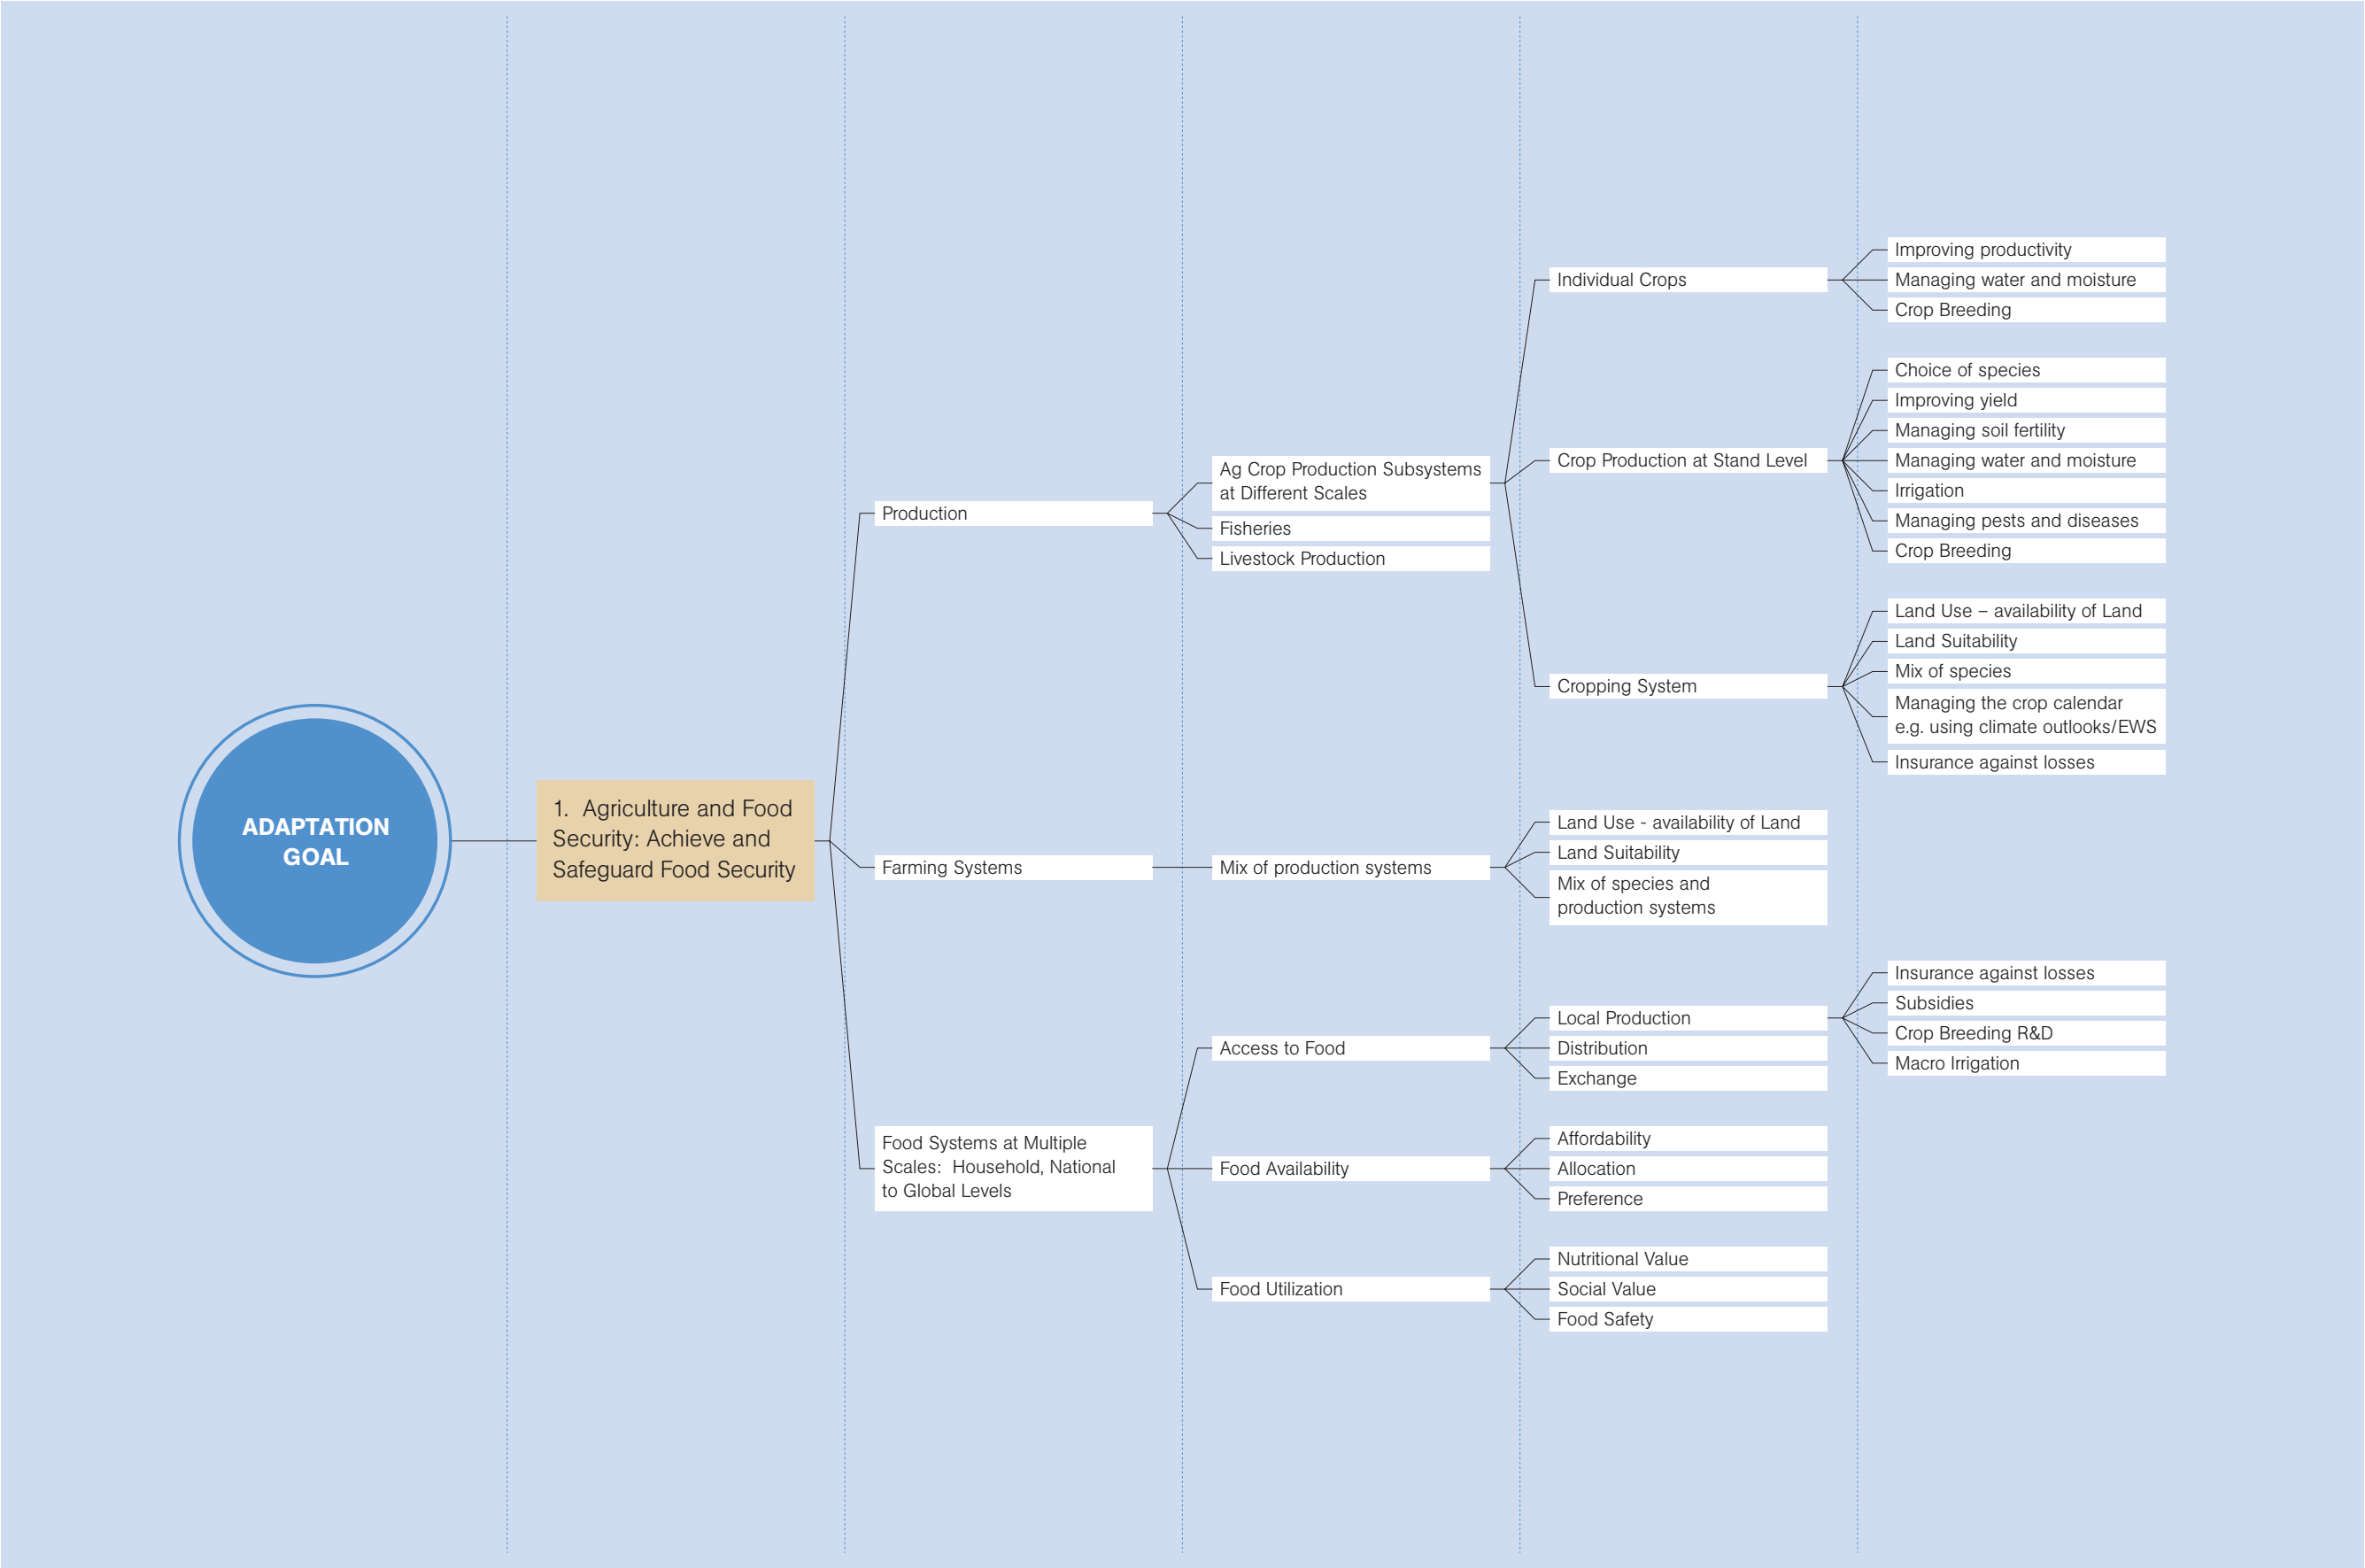 ADAPTATION
GOAL
1.  Agriculture and Food
Security: Achieve and
Safeguard Food Security
Production
Farming Systems
Food Systems at Multiple
Scales:  Household, National
to Global Levels
Ag Crop Production Subsystems
at Different Scales
Fisheries
Livestock Production
Mix of production systems
Access to Food
Food Availability
Food Utilization
Individual Crops
Crop Production at Stand Level
Cropping System
Land Use - availability of Land
Land Suitability
Mix of species and
production systems
Local Production
Distribution
Exchange
Affordability
Allocation
Preference
Nutritional Value
Social Value
Food Safety
Improving productivity
Managing water and moisture
Crop Breeding
Choice of species
Improving yield
Managing soil fertility
Managing water and moisture
Irrigation
Managing pests and diseases
Crop Breeding
Land Use – availability of Land
Land Suitability
Mix of species
Managing the crop calendar
e.g. using climate outlooks/EWS
Insurance against losses
Insurance against losses
Subsidies
Crop Breeding R&D
Macro Irrigation